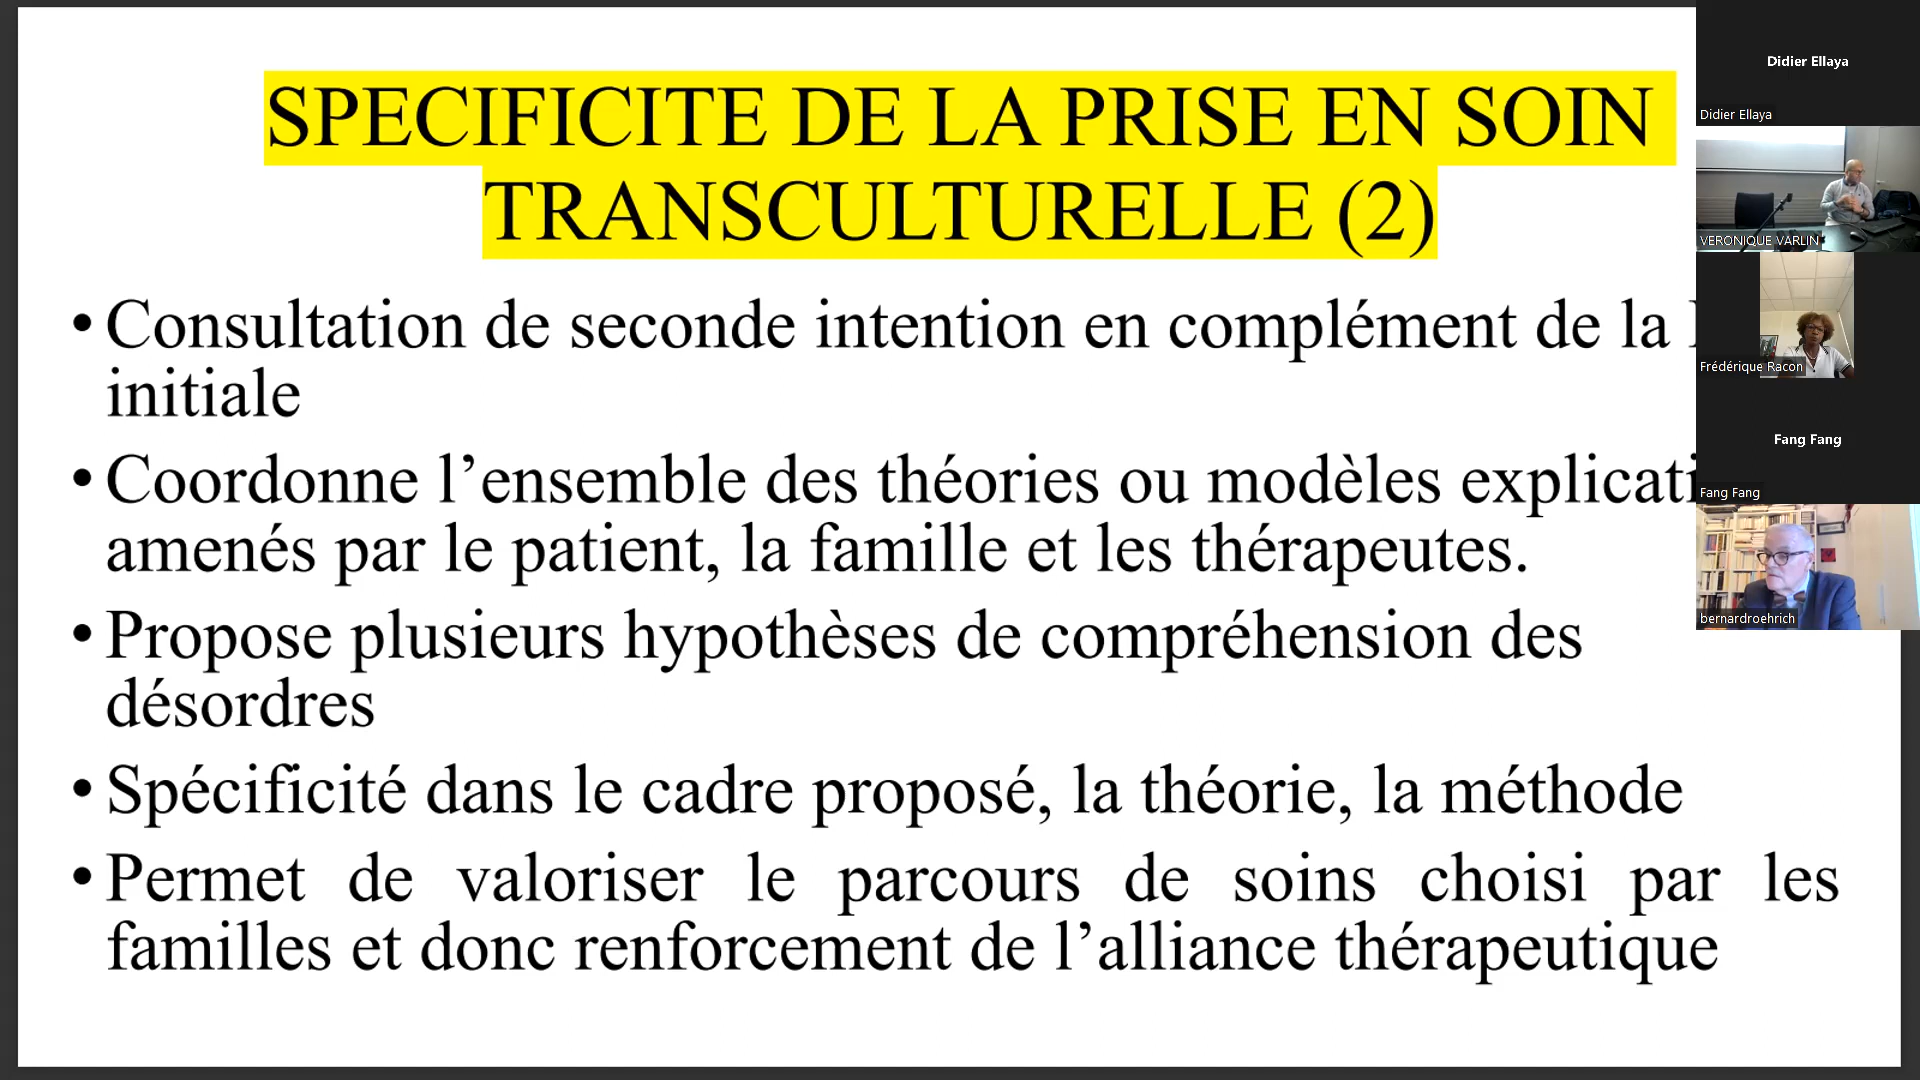 SPECIFICITE DE LA PRISE EN SOIN
TRANSCULTURELLE (2)
• Consultation de seconde intention en complément de la
initiale
• Coordonne l’ensemble des théories ou modèles
amenés par le patient, la famille et les thérapeutes.
• Propose plusieurs hypothèses de compréhension des
désordres
• Spécificité dans le cadre proposé, la théorie, la méthode
• Permet de valoriser le parcours de soins choisi par les
familles et donc renforcement de l’alliance thérapeutique
Didier Ellaya
Didier Ellaya
VERONIQUE VARLIN
Frédérique Racon
Fang Fang
Fang Fang
bernardroehrich